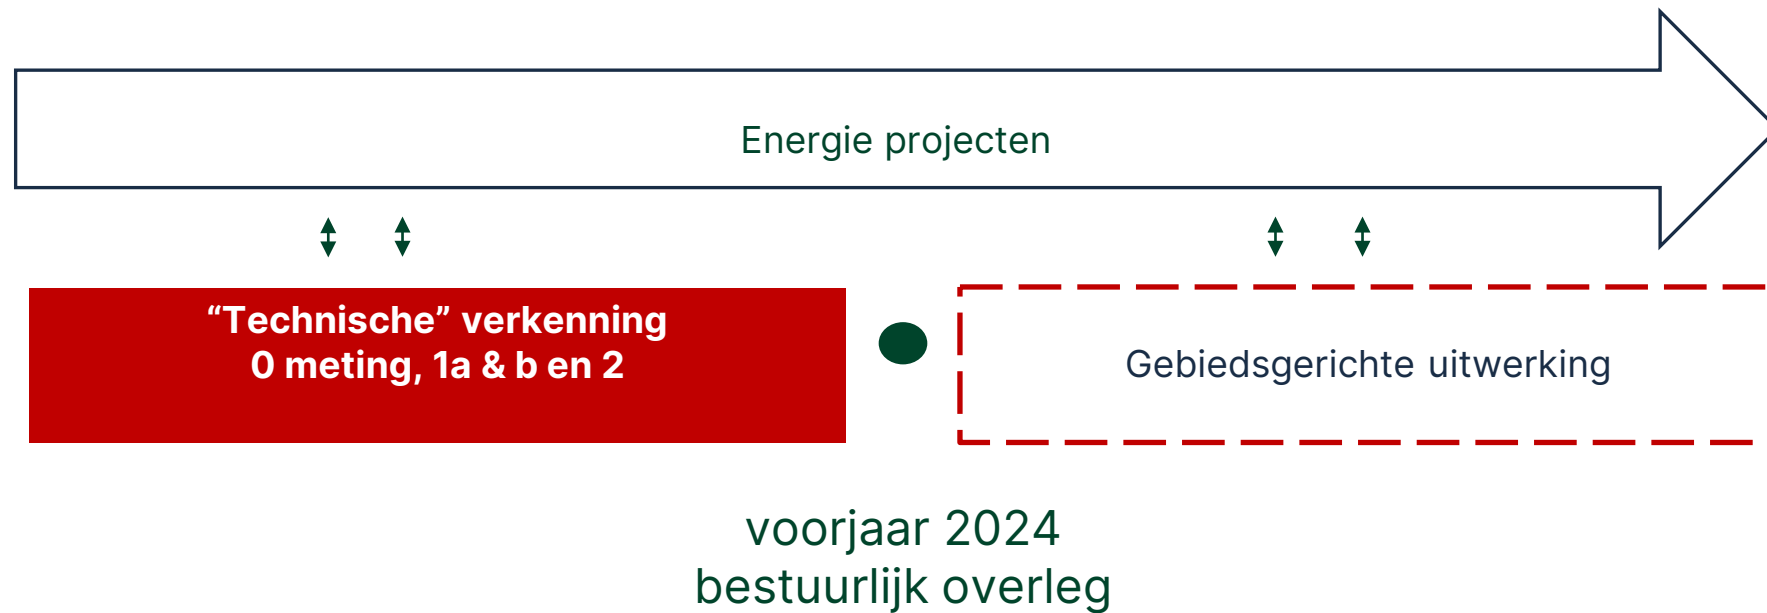 Energie projecten
“Technische” verkenning
0 meting, 1a & b en 2
Gebiedsgerichte uitwerking
voorjaar 2024
bestuurlijk overleg